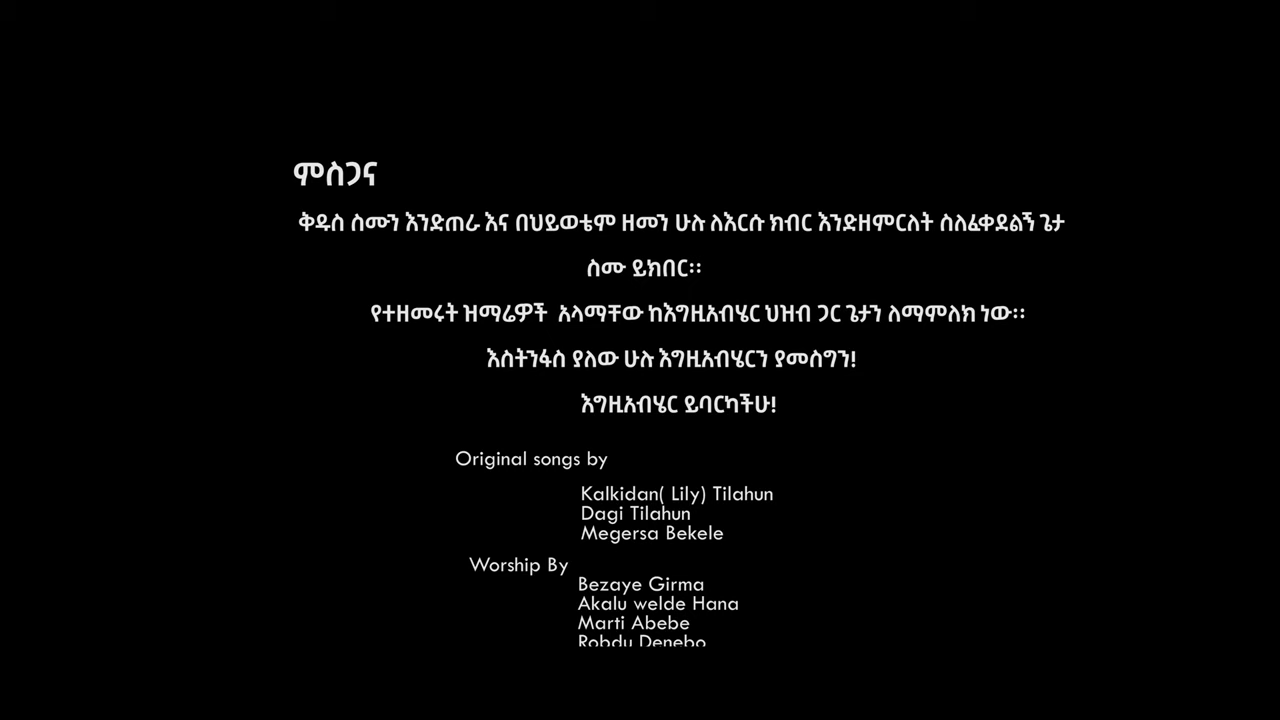 ምስጋና
ቅዱስ ስሙን እንድጠራ እና በህይወቴም ዘመን ሁሉ ለእርሱ ክብር እንድዘምርለት ስለፈቀደልኝ ጌታ
ስሙ ይክበር፡፡
የተዘመሩት ዝማሬዎች አላማቸው ከእግዚአብሄር ህዝብ ጋር ጌታን ለማምለክ ነው፡፡
እስትንፋስ ያለው ሁሉ እግዚአብሄርን ያመስግን!
እግዚአብሄር ይባርካችሁ!
Original songs by
Kalkidan( Lily) Tilahun
Dagi Tilahun
Megersa Bekele
Worship By
Bezaye Girma
Akalu welde Hana
Marti Abebe
Robdu Denebo